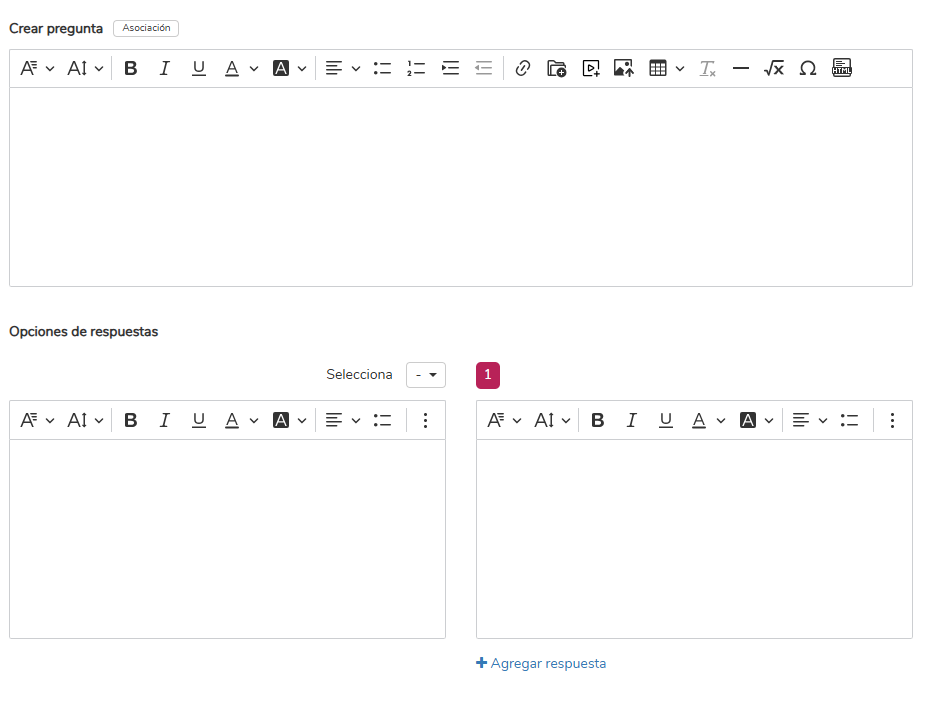 Crear pregunta Asociación
Opciones de respuestas
Selecciona - 1
Agregar respuesta